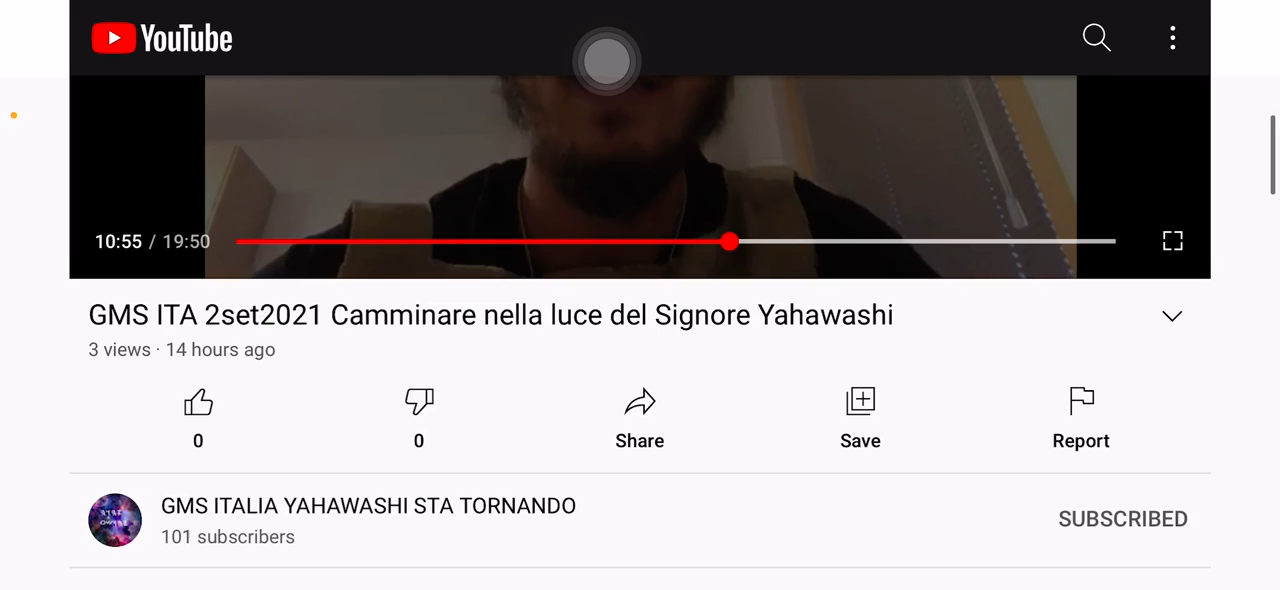 YouTube
10:55 / 19:50
GMS ITA 2set2021 Camminare nella luce del Signore Yahawashi
3 views · 14 hours ago
0
0
Share
Save
Report
GMS ITALIA YAHAWASHI STA TORNANDO
101 subscribers
SUBSCRIBED